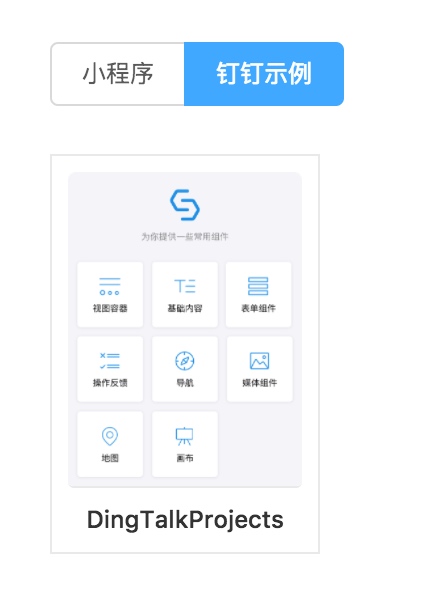 小程序 钉钉示例
为你提供一些常用组件
视图容器 基础内容 表单组件
操作反馈 导航 媒体组件
地图 画布
DingTalkProjects